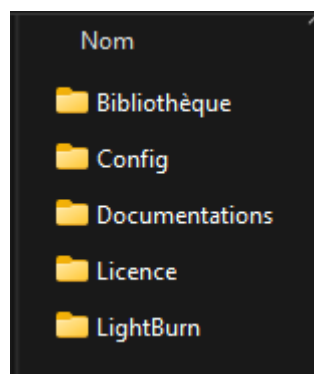 Nom
Bibliothèque
Config
Documentations
Licence
LightBurn